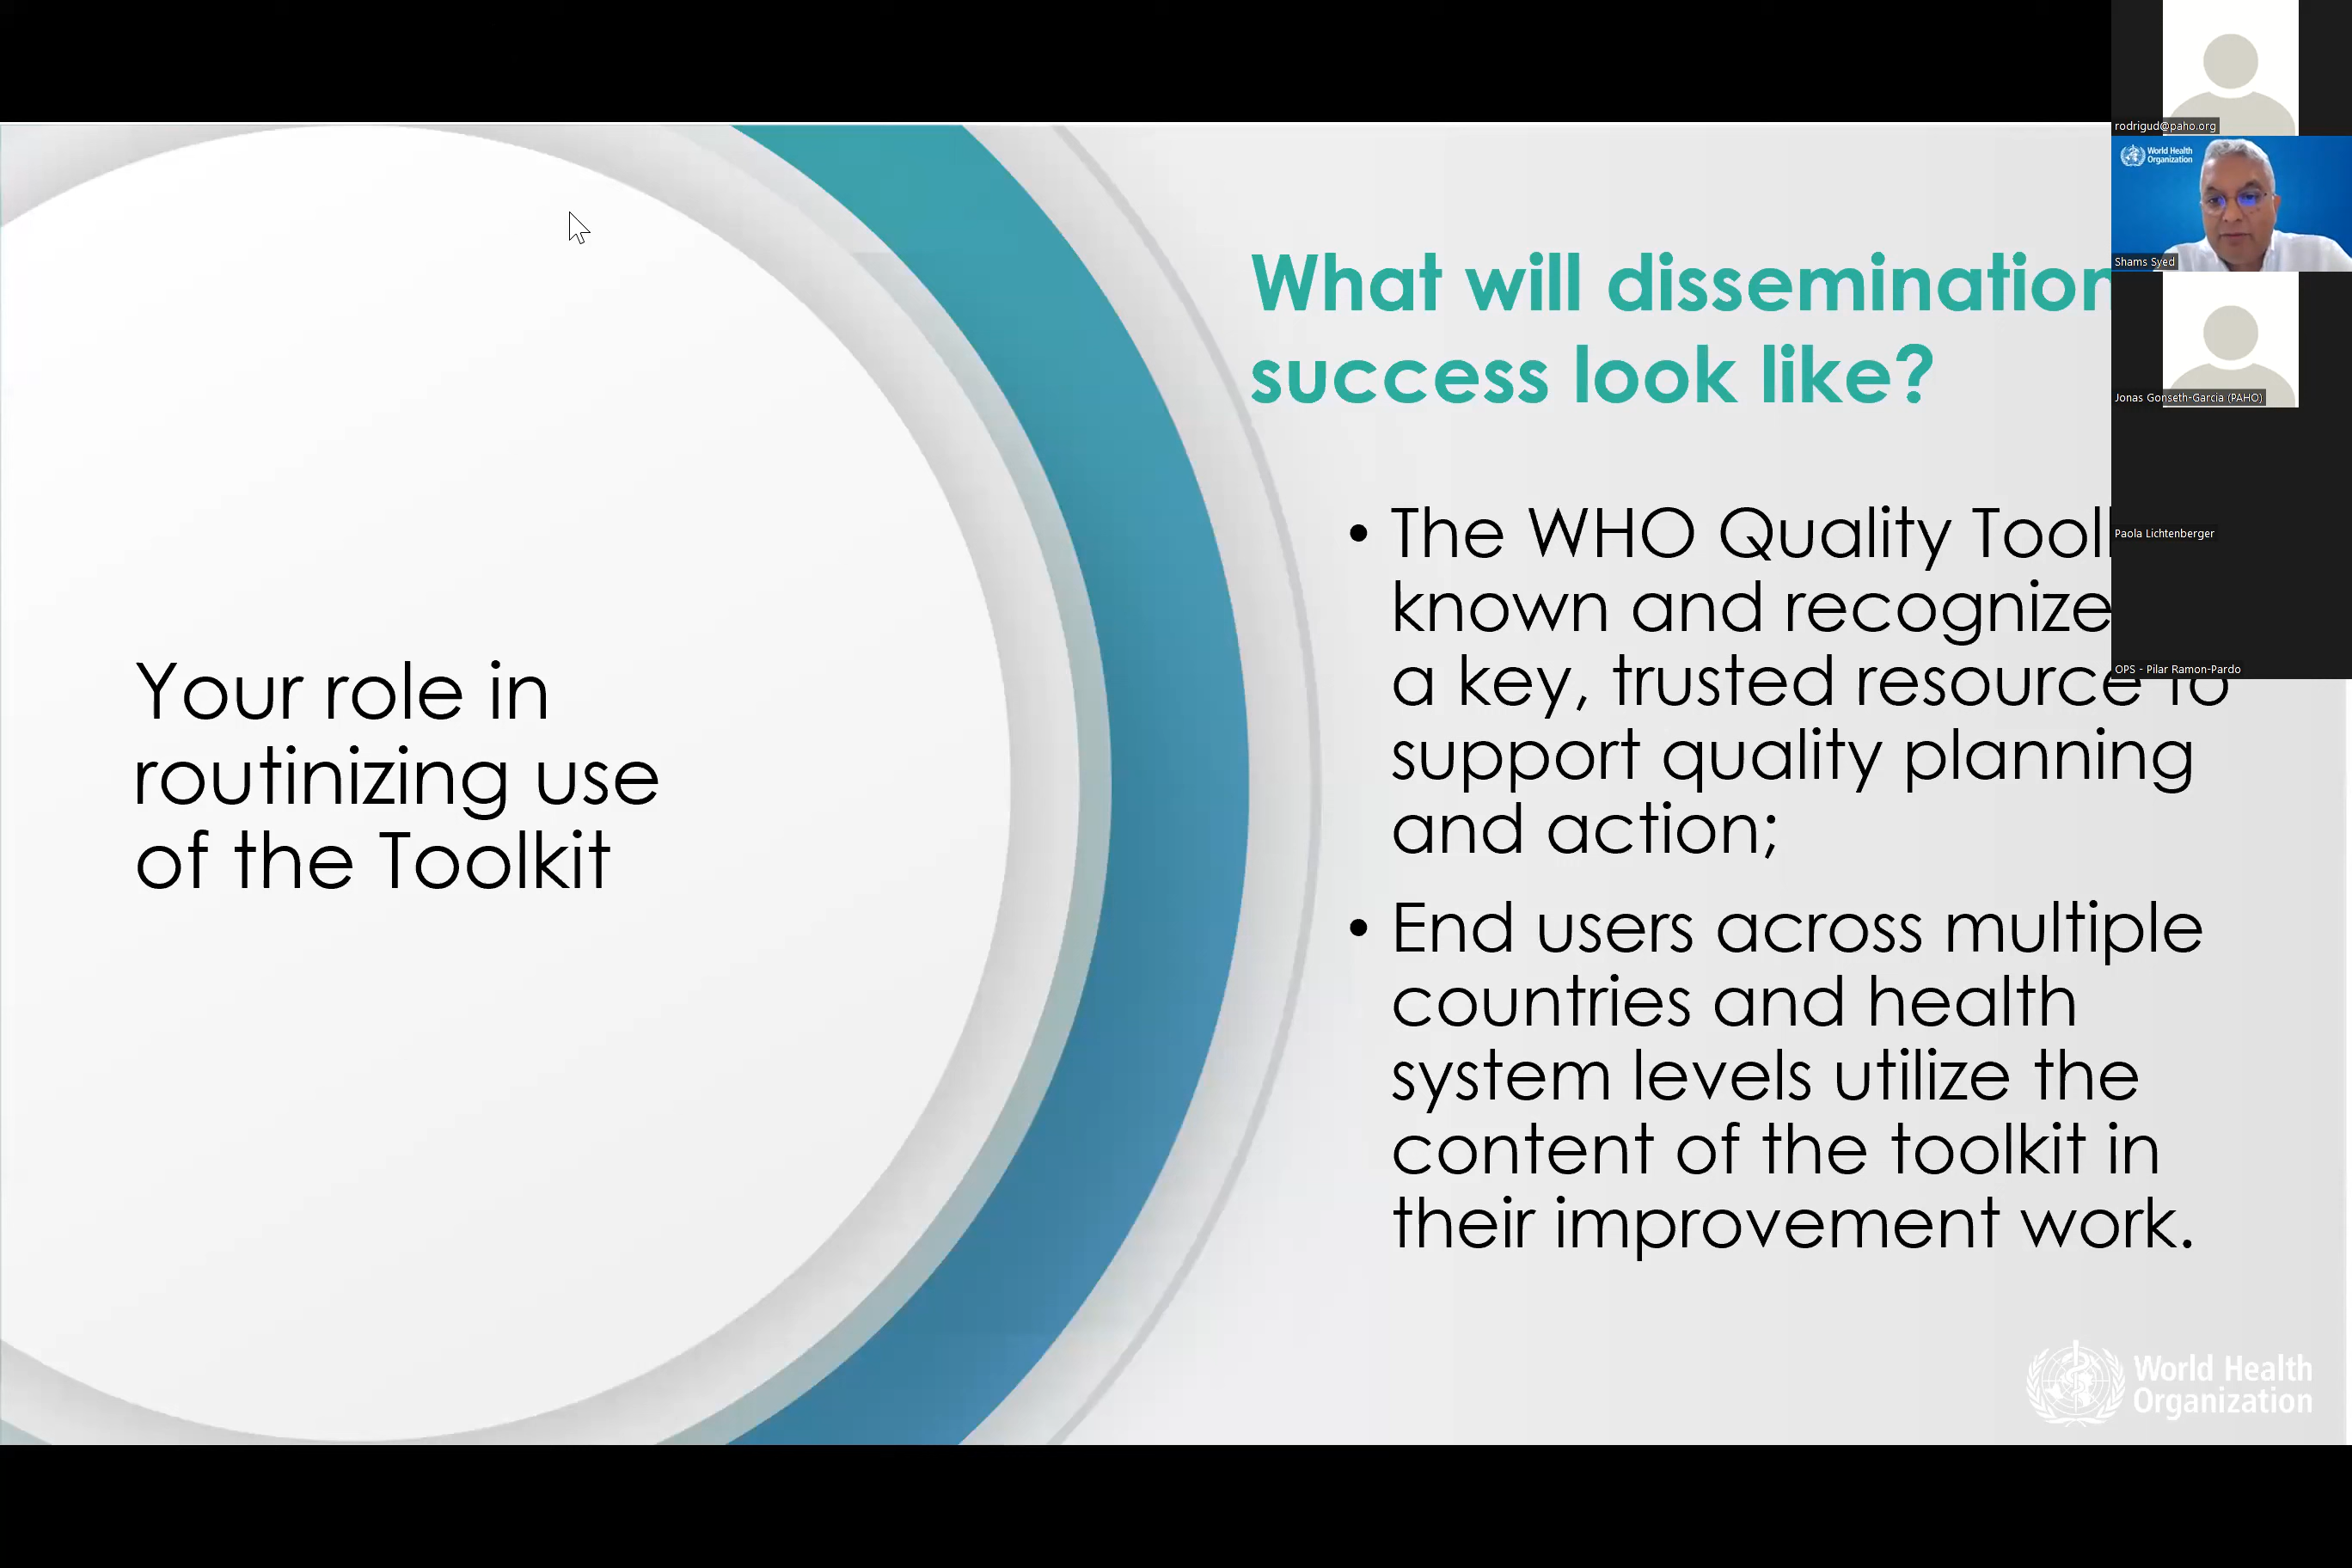 Your role in
routinizing use
of the Toolkit
What will dissemination
success look like?
• The WHO Quality
known and
a key, trusted resource to
support quality planning
and action;
• End users across multiple
countries and health
system levels utilize the
content of the toolkit in
their improvement work.
World Health
Organization
rodrigud@paho.org
World Health
Organization
Shams Syed
Jonas Gonseth-Garcia (PAHO)
Paola Lichtenberger
OPS - Pilar Ramon-Pardo